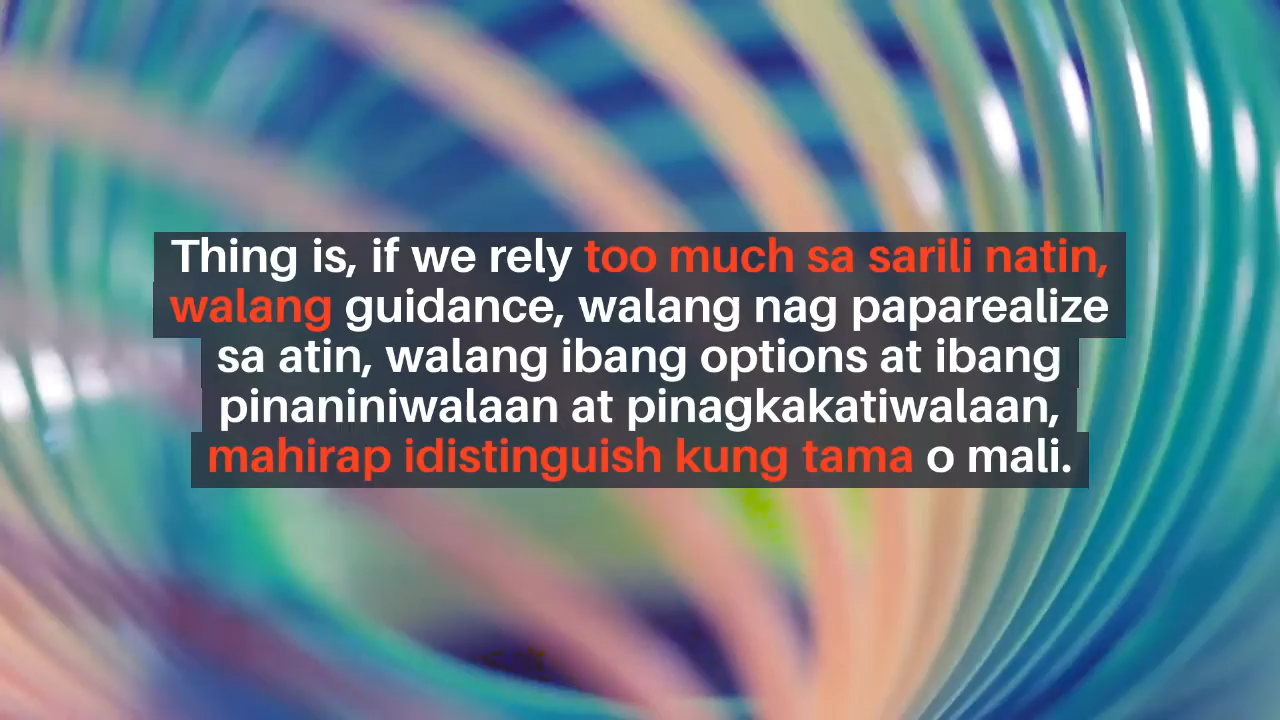 Thing is, if we rely too much sa sarili natin,
walang guidance, walang nag paparealize
sa atin, walang ibang options at ibang
pinaniniwalaan at pinagkakatiwalaan,
mahirap idistinguish kung tama o mali.